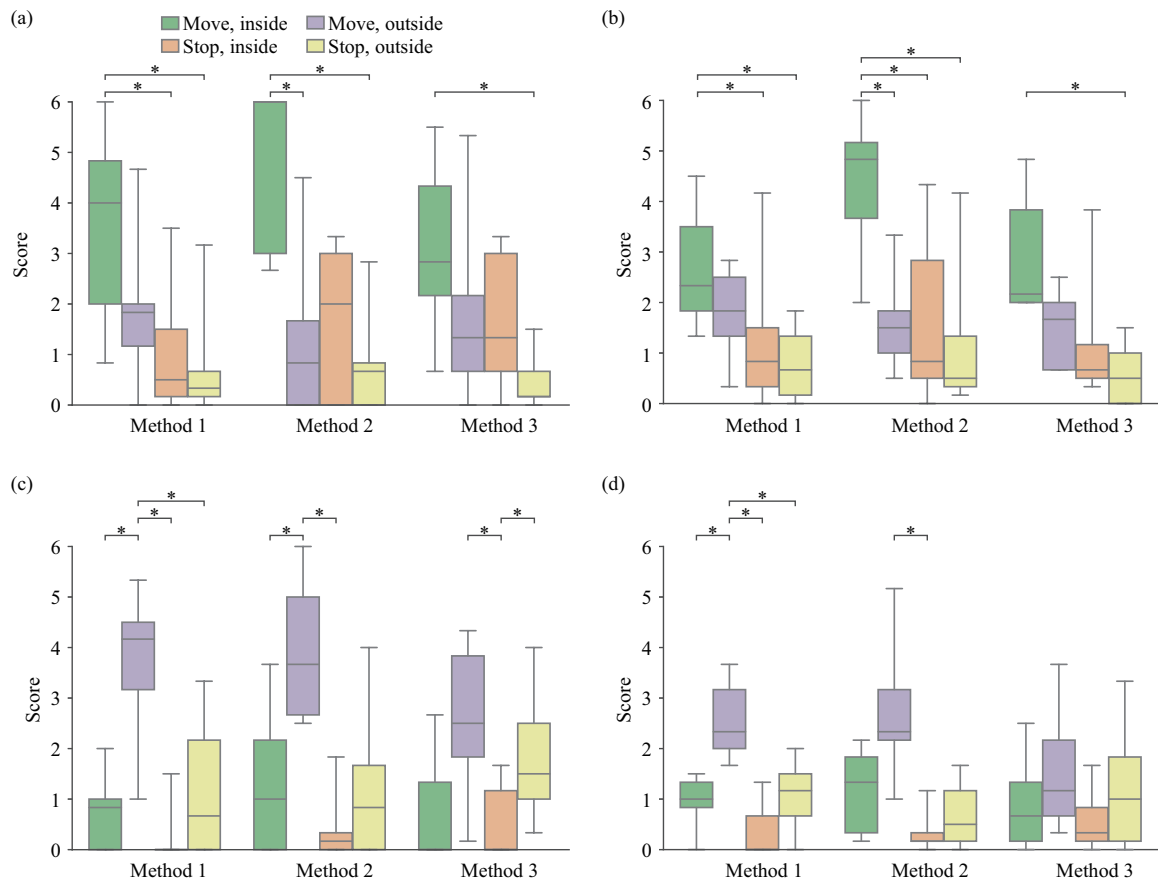 (a)
Move, inside
Move, outside
Stop, inside
Stop, outside
*
*
*
*
*
6
5
4
3
2
1
0
Score
Method 1
Method 2
Method 3
(b)
*
*
*
*
*
*
6
5
4
3
2
1
0
Score
Method 1
Method 2
Method 3
(c)
*
*
*
*
*
*
*
6
5
4
3
2
1
0
Score
Method 1
Method 2
Method 3
(d)
*
*
*
*
6
5
4
3
2
1
0
Score
Method 1
Method 2
Method 3